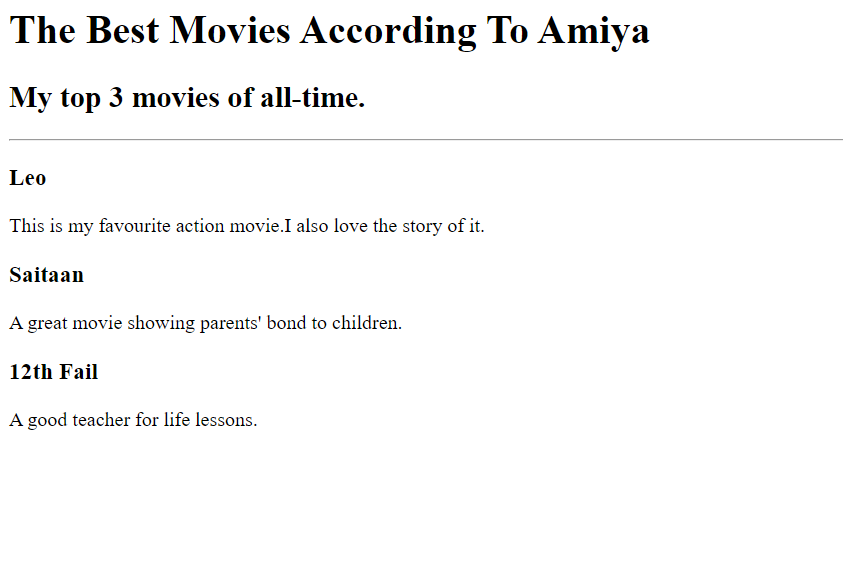 The Best Movies According To Amiya
My top 3 movies of all-time.
Leo
This is my favourite action movie.I also love the story of it.
Saitaan
A great movie showing parents' bond to children.
12th Fail
A good teacher for life lessons.